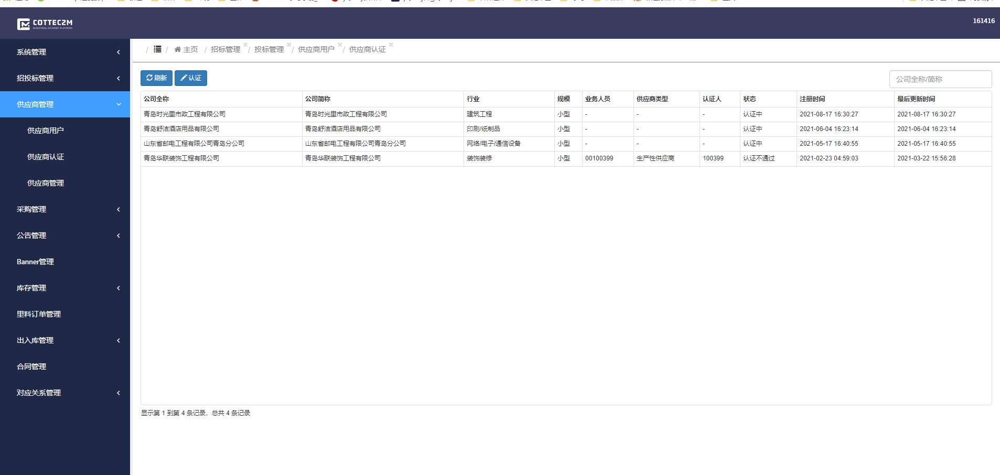 COTTEC2M
INDUSTRIAL INTERNET PLATFORM
161416
系统管理
招投标管理
供应商管理
供应商用户
供应商认证
供应商管理
采购管理
公告管理
Banner管理
库存管理
里料订单管理
出入库管理
合同管理
对应关系管理
/ / 主页 / 招标管理 / 投标管理 / 供应商用户 / 供应商认证
刷新 认证 公司全称/简称
公司全称 公司简称 行业 规模 业务人员 供应商类型 认证人 状态 注册时间 最后更新时间
青岛时光里市政工程有限公司 青岛时光里市政工程有限公司 建筑工程 小型 - - - 认证中 2021-08-17 16:30:27 2021-08-17 16:30:27
青岛舒洁酒店用品有限公司 青岛舒洁酒店用品有限公司 印刷/纸制品 小型 - - - 认证中 2021-06-04 16:23:14 2021-06-04 16:23:14
山东省邮电工程有限公司青岛分公司 山东省邮电工程有限公司青岛分公司 网络/电子/通信设备 小型 - - - 认证中 2021-05-17 16:40:55 2021-05-17 16:40:55
青岛华联装饰工程有限公司 青岛华联装饰工程有限公司 装饰装修 小型 00100399 生产性供应商 100399 认证不通过 2021-02-23 04:59:03 2021-03-22 15:56:28
显示第 1 到第 4 条记录，总共 4 条记录